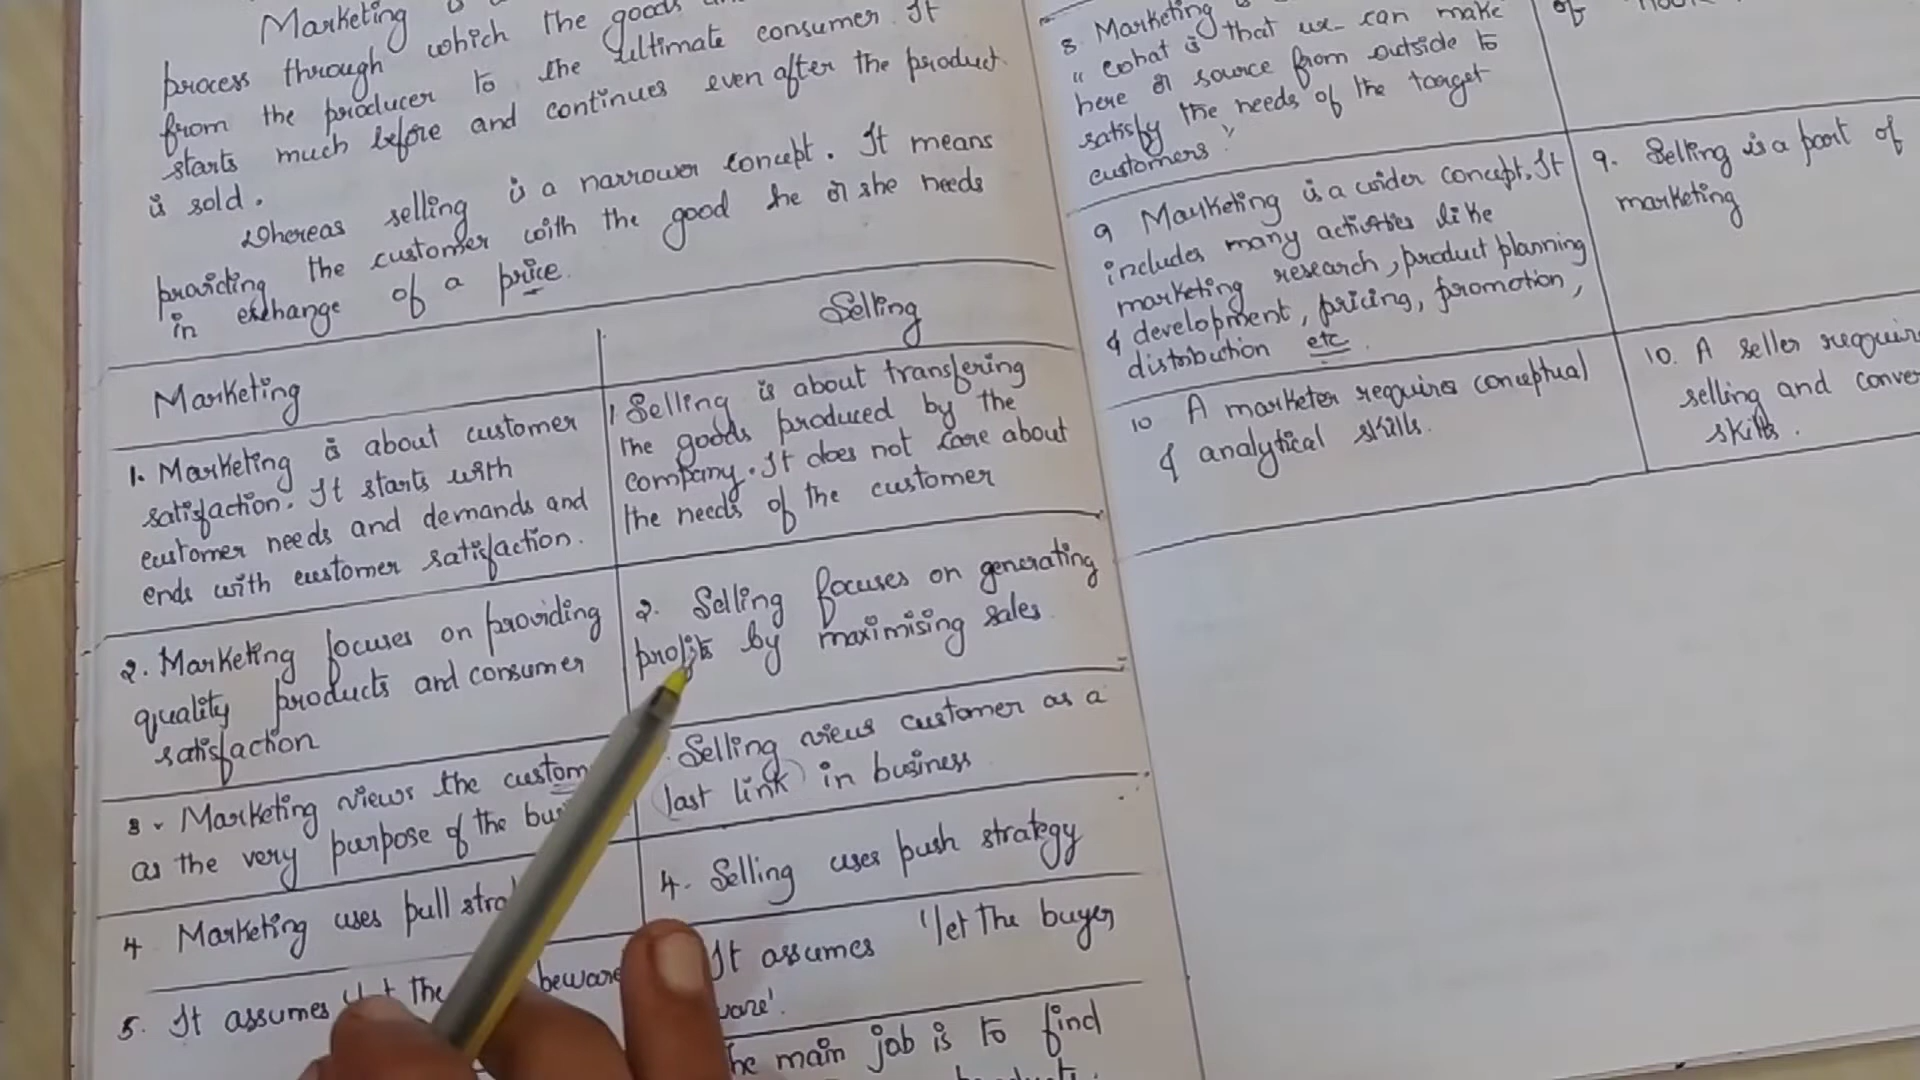 Marketing is
process through which the goods
from the producer to the ultimate consumer. It
starts much before and continues even after the product
is sold.
Whereas selling is a narrower concept. It means
providing the customer with the good he or she needs
in exchange of a price.
Marketing
Selling
1. Marketing is about customer
satisfaction. It starts with
customer needs and demands and
ends with customer satisfaction.
1. Selling is about transfering
the goods produced by the
company. It does not care about
the needs of the customer
2. Marketing focuses on providing
quality products and consumer
satisfaction
2. Selling focuses on generating
profits by maximising sales.
3. Marketing views the custom
as the very purpose of the bu
Selling views customer as a
last link in business
4 Marketing uses pull stra
4. Selling uses push strategy
5. It assumes the beware
It assumes 'let the buyer
ware'.
he main job is to find
8. Marketing
"what is that we can make
here or source from outside to
satisfy the needs of the target
customers"
of
9 Marketing is a wider concept. It
includes many activities like
marketing research, product planning
& development, pricing, promotion,
distribution etc.
9. Selling is a part of
marketing
10 A marketer requires conceptual
& analytical skills.
10. A seller requir
selling and conver
skills.